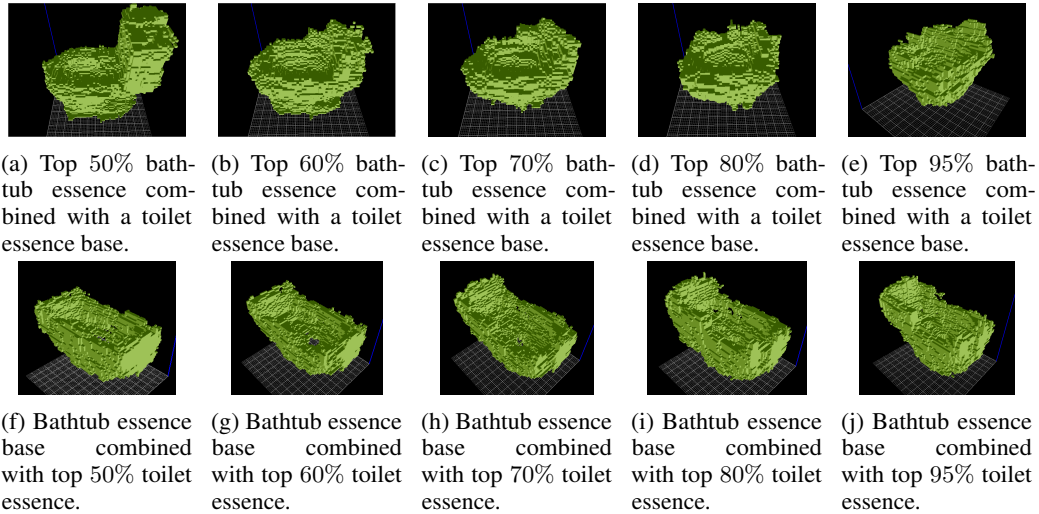 (a) Top 50% bath-
tub essence com-
bined with a toilet
essence base.
(b) Top 60% bath-
tub essence com-
bined with a toilet
essence base.
(c) Top 70% bath-
tub essence com-
bined with a toilet
essence base.
(d) Top 80% bath-
tub essence com-
bined with a toilet
essence base.
(e) Top 95% bath-
tub essence com-
bined with a toilet
essence base.
(f) Bathtub essence
base combined
with top 50% toilet
essence.
(g) Bathtub essence
base combined
with top 60% toilet
essence.
(h) Bathtub essence
base combined
with top 70% toilet
essence.
(i) Bathtub essence
base combined
with top 80% toilet
essence.
(j) Bathtub essence
base combined
with top 95% toilet
essence.